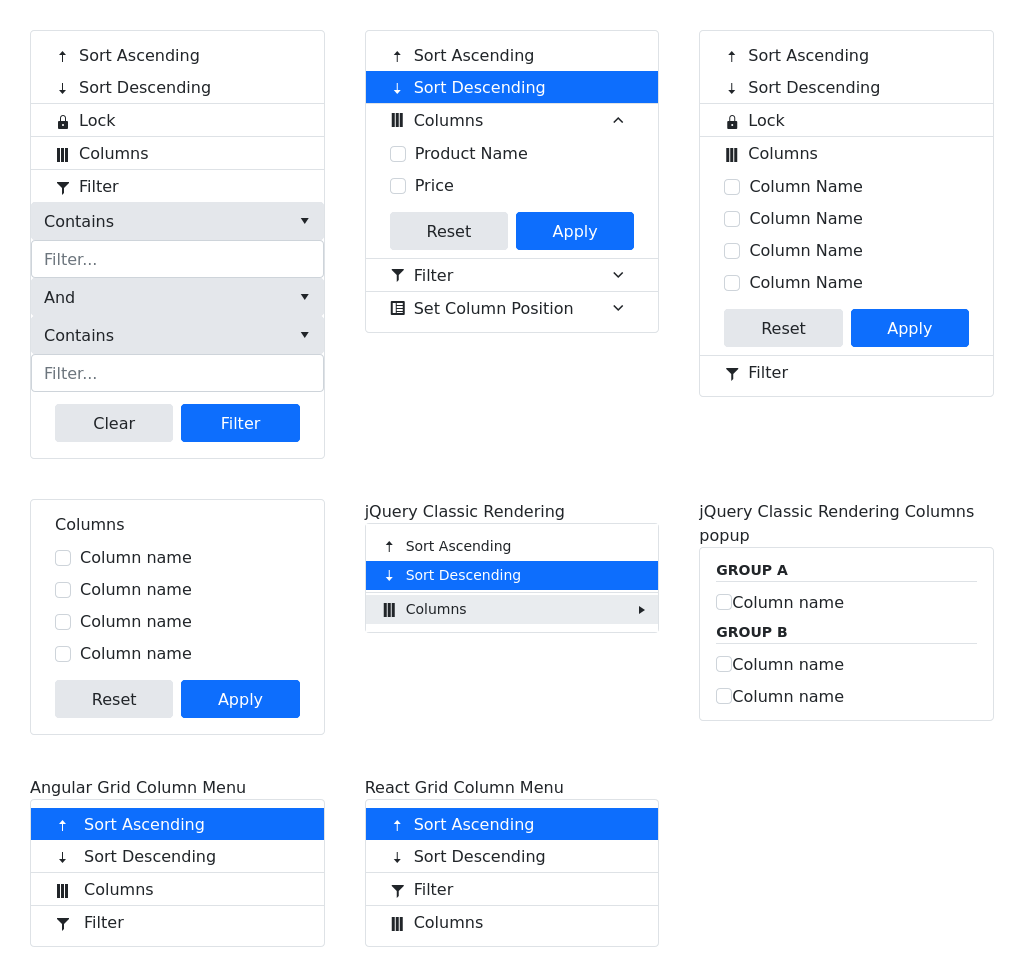 Sort Ascending
Sort Descending
Lock
Columns
Filter
Contains
Filter...
And
Contains
Filter...
Clear
Filter
Sort Ascending
Sort Descending
Columns
Product Name
Price
Reset
Apply
Filter
Set Column Position
Sort Ascending
Sort Descending
Lock
Columns
Column Name
Column Name
Column Name
Column Name
Reset
Apply
Filter
Columns
Column name
Column name
Column name
Column name
Reset
Apply
jQuery Classic Rendering
Sort Ascending
Sort Descending
Columns
jQuery Classic Rendering Columns
popup
GROUP A
Column name
GROUP B
Column name
Column name
Angular Grid Column Menu
Sort Ascending
Sort Descending
Columns
Filter
React Grid Column Menu
Sort Ascending
Sort Descending
Filter
Columns